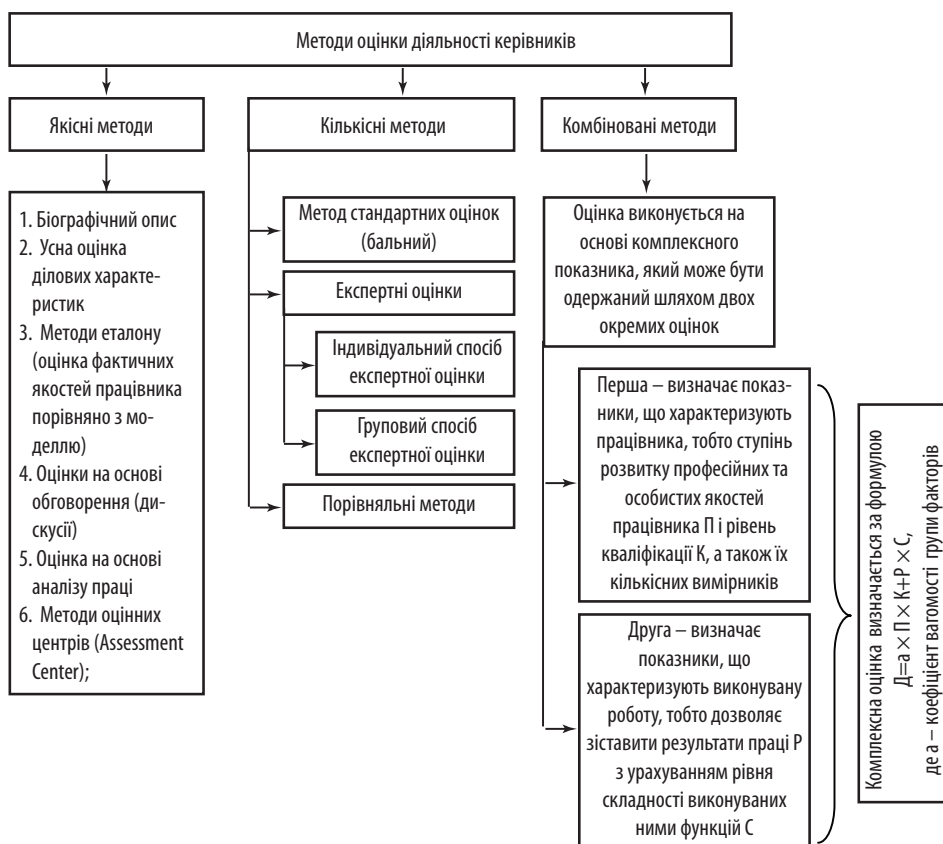 Методи оцінки діяльності керівників
Якісні методи
Кількісні методи
Комбіновані методи
1. Біографічний опис
2. Усна оцінка
ділових характе-
ристик
3. Методи еталону
(оцінка фактичних
якостей працівника
порівняно з мо-
деллю)
4. Оцінки на основі
обговорення (ди-
скусії)
5. Оцінка на основі
аналізу праці
6. Методи оцінних
центрів (Assessment
Center);
Метод стандартних оцінок
(бальний)
Експертні оцінки
Індивідуальний спосіб
експертної оцінки
Груповий спосіб
експертної оцінки
Порівняльні методи
Оцінка виконується на
основі комплексного
показника, який може бути
одержаний шляхом двох
окремих оцінок
Перша – визначає показ-
ники, що характеризують
працівника, тобто ступінь
розвитку професійних та
особистих якостей
працівника П і рівень
кваліфікації К, а також їх
кількісних вимірників
Друга – визначає
показники, що
характеризують виконувану
роботу, тобто дозволяє
зіставити результати праці Р
з урахуванням рівня
складності виконуваних
ними функцій С
Комплексна оцінка визначається за формулою
Д=а × П × К+Р × С,
де а – коефіцієнт вагомості групи факторів